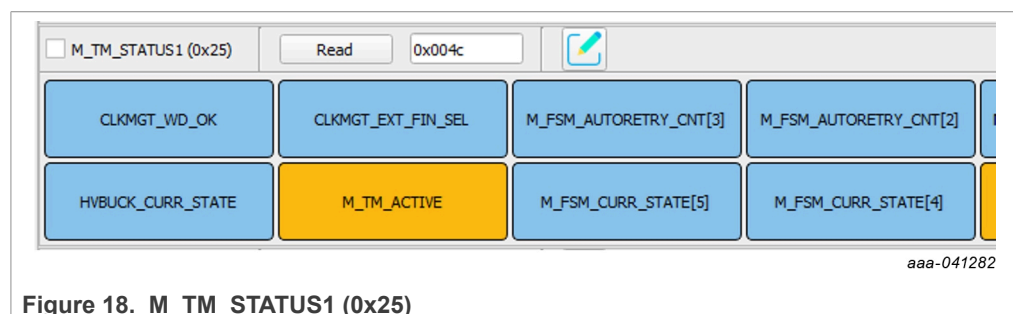 M_TM_STATUS1 (0x25) Read 0x004c
CLKMGT_WD_OK CLKMGT_EXT_FIN_SEL M_FSM_AUTORETRY_CNT[3] M_FSM_AUTORETRY_CNT[2]
HVBUCK_CURR_STATE M_TM_ACTIVE M_FSM_CURR_STATE[5] M_FSM_CURR_STATE[4]
aaa-041282
Figure 18. M_TM_STATUS1 (0x25)